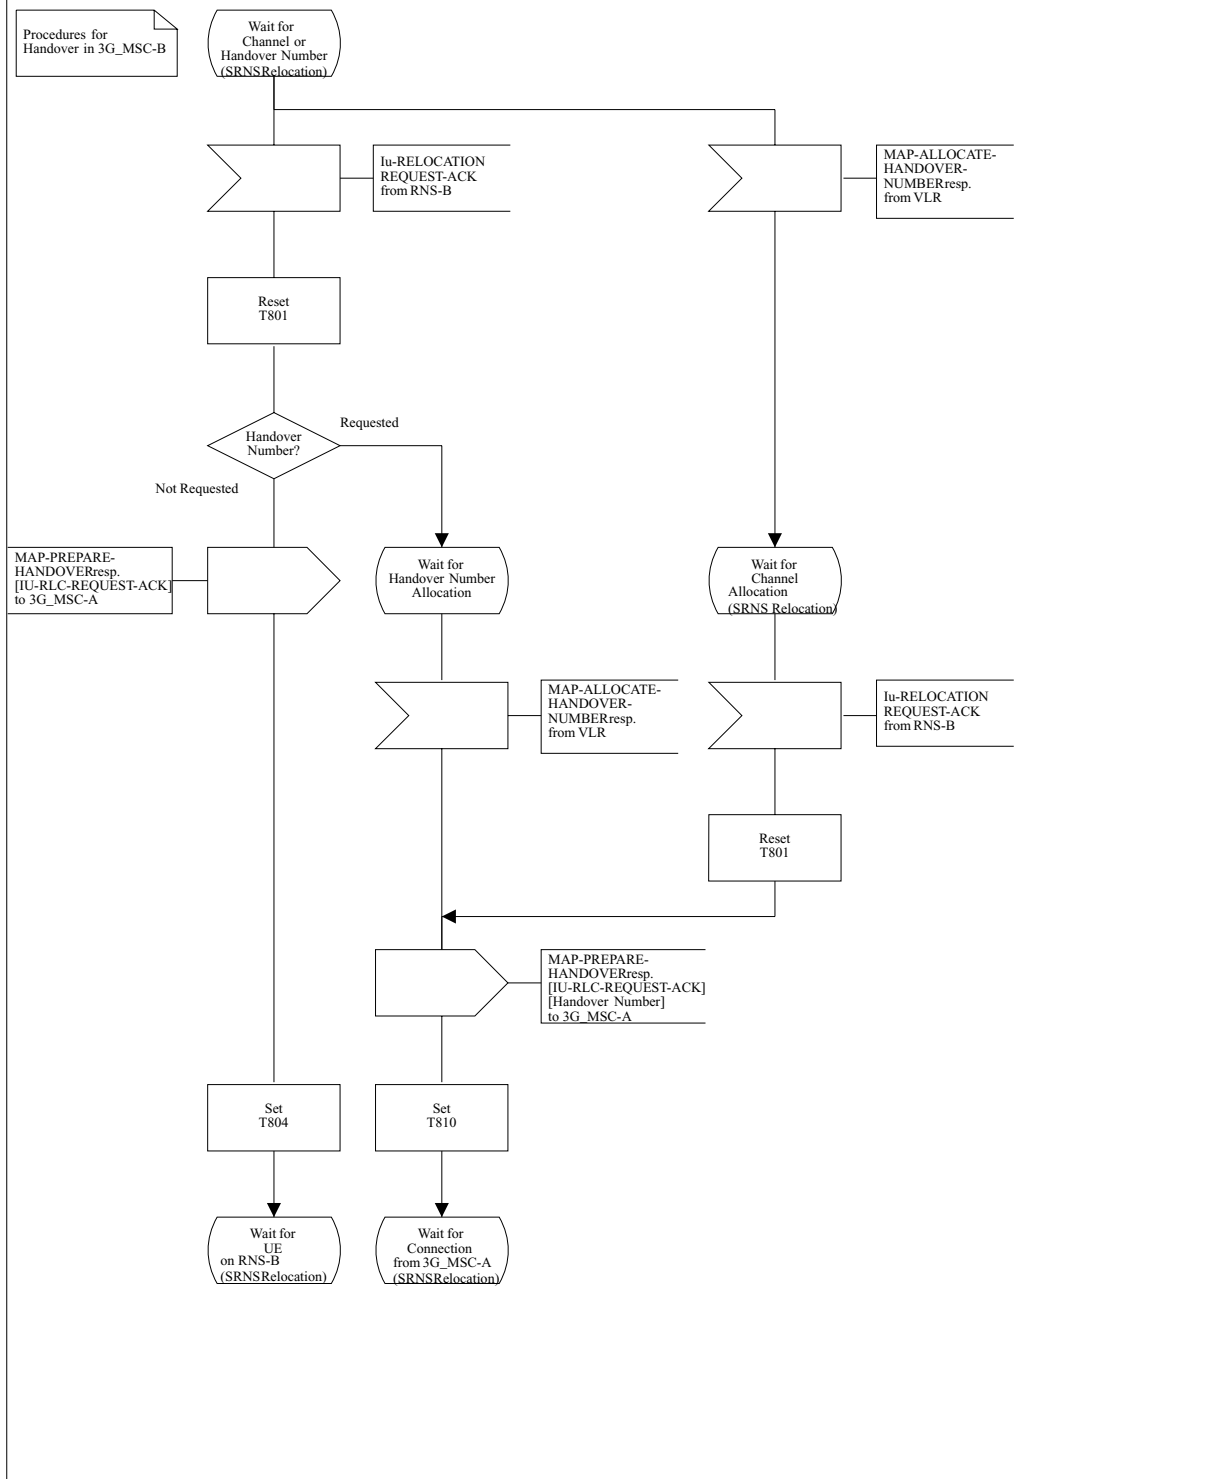 Procedures for
Handover in 3G_MSC-B
Wait for
Channel or
Handover Number
(SRNSRelocation)
Iu-RELOCATION
REQUEST-ACK
from RNS-B
MAP-ALLOCATE-
HANDOVER-
NUMBERresp.
from VLR
Reset
T801
Handover
Number?
Requested
Not Requested
MAP-PREPARE-
HANDOVERresp.
[IU-RLC-REQUEST-ACK]
to 3G_MSC-A
Wait for
Handover Number
Allocation
Wait for
Channel
Allocation
(SRNS Relocation)
MAP-ALLOCATE-
HANDOVER-
NUMBERresp.
from VLR
Iu-RELOCATION
REQUEST-ACK
from RNS-B
Reset
T801
MAP-PREPARE-
HANDOVERresp.
[IU-RLC-REQUEST-ACK]
[Handover Number]
to 3G_MSC-A
Set
T804
Set
T810
Wait for
UE
on RNS-B
(SRNSRelocation)
Wait for
Connection
from 3G_MSC-A
(SRNSRelocation)